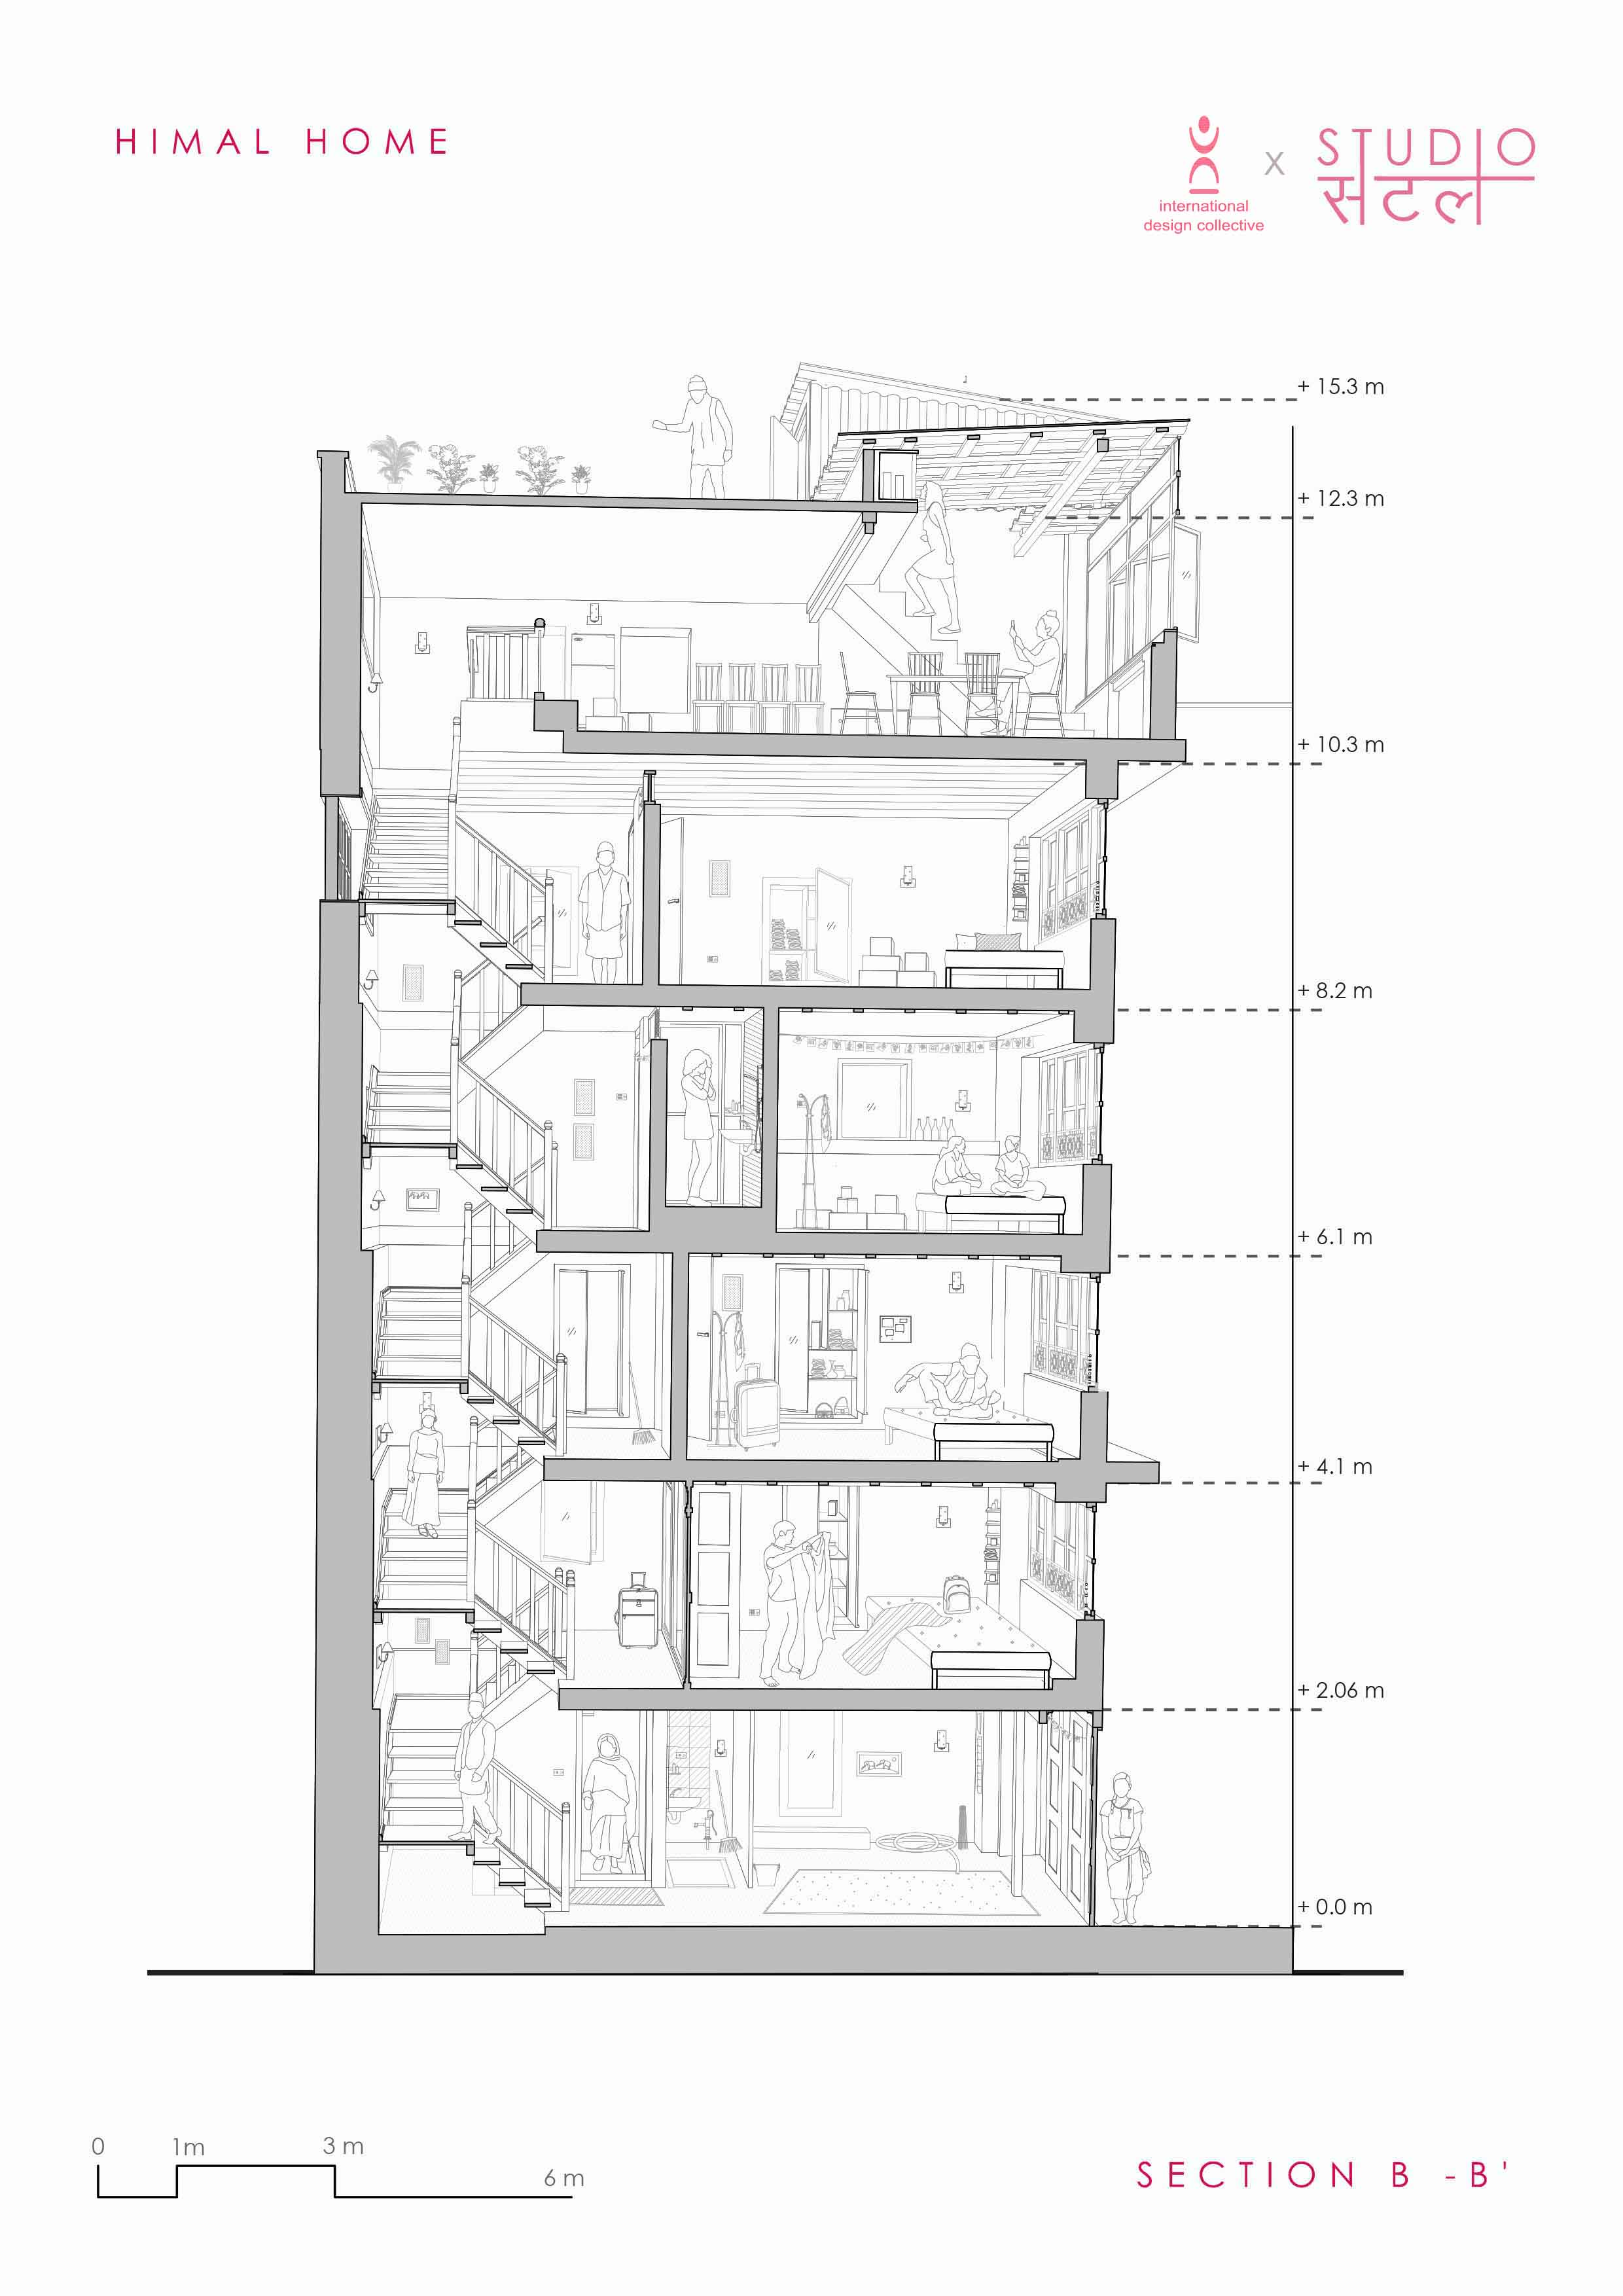 HIMAL HOME
international
design collective
X
STUDIO
सटल
+ 15.3 m
+ 12.3 m
+ 10.3 m
+ 8.2 m
+ 6.1 m
+ 4.1 m
+ 2.06 m
+ 0.0 m
0 1m 3 m
6 m
SECTION B -B'